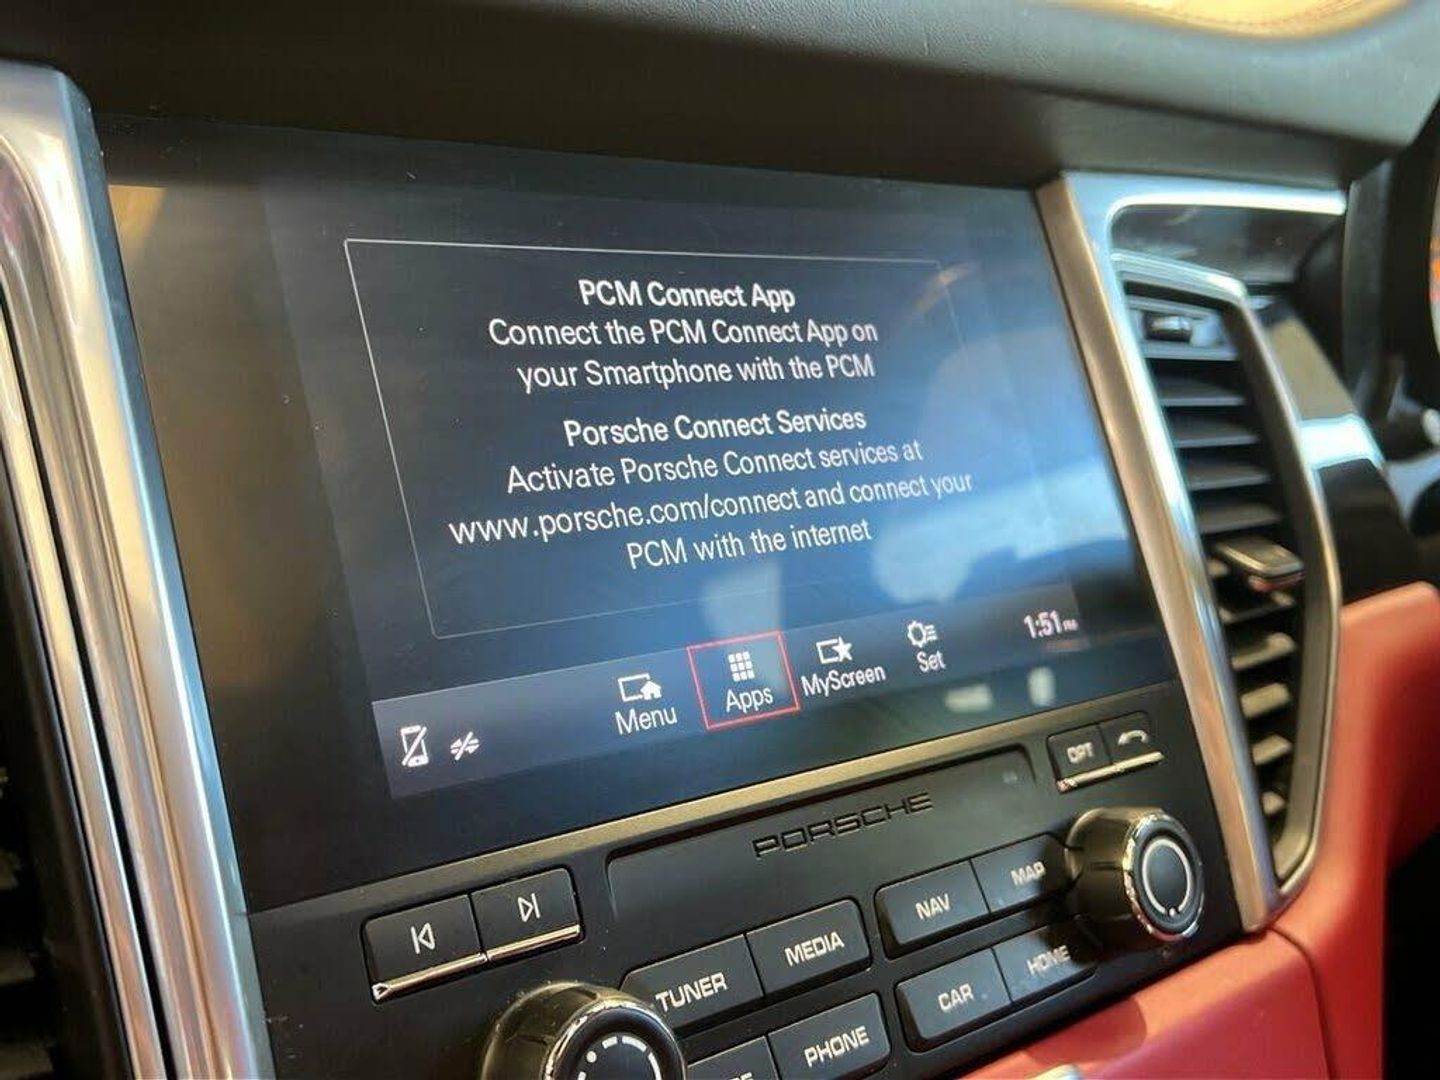 PCM Connect App
Connect the PCM Connect App on
your Smartphone with the PCM
Porsche Connect Services
Activate Porsche Connect services at
www.porsche.com/connect and connect your
PCM with the internet
Menu
Apps
MyScreen
Set
1:51 PM
OPT
PORSCHE
TUNER
MEDIA
NAV
MAP
PHONE
CAR
HOME